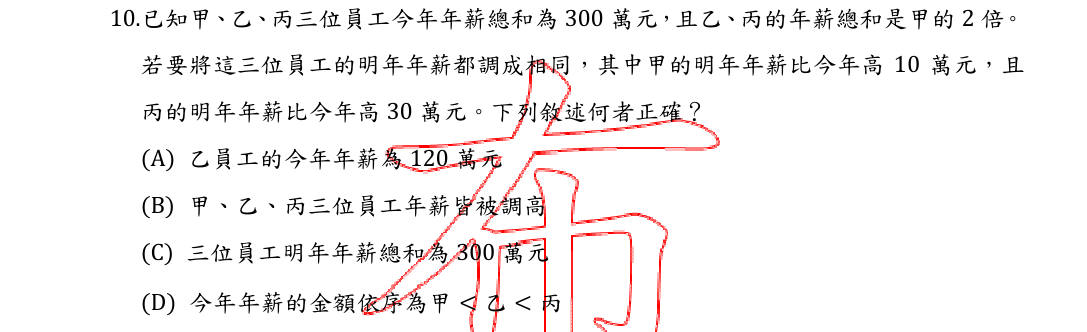 10.已知甲、乙、丙三位員工今年年薪總和為 300 萬元，且乙、丙的年薪總和是甲的 2 倍。
若要將這三位員工的明年年薪都調成相同，其中甲的明年年薪比今年高 10 萬元，且
丙的明年年薪比今年高 30 萬元。下列敘述何者正確？
(A) 乙員工的今年年薪為 120 萬元
(B) 甲、乙、丙三位員工年薪皆被調高
(C) 三位員工明年年薪總和為 300 萬元
(D) 今年年薪的金額依序為甲 < 乙 < 丙
布